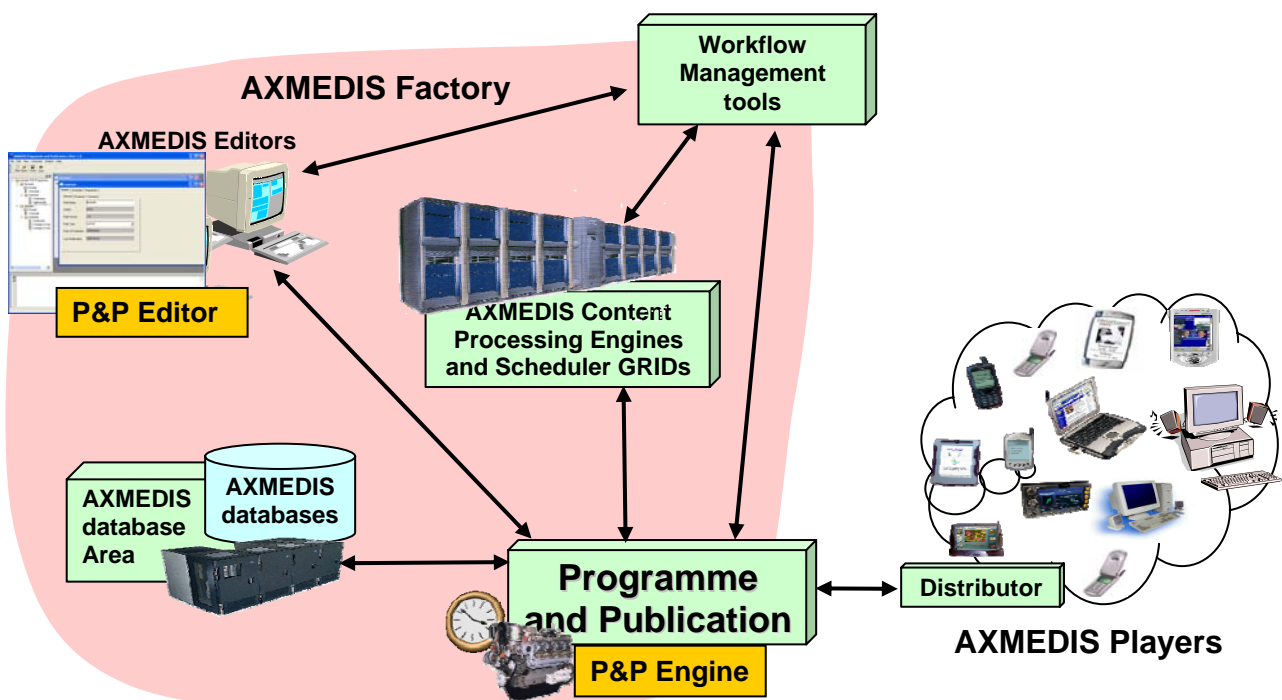 Workflow
Management
tools
AXMEDIS Factory
AXMEDIS Editors
P&P Editor
AXMEDIS Content
Processing Engines
and Scheduler GRIDs
AXMEDIS
database
Area
AXMEDIS
databases
Programme
and Publication
P&P Engine
Distributor
AXMEDIS Players